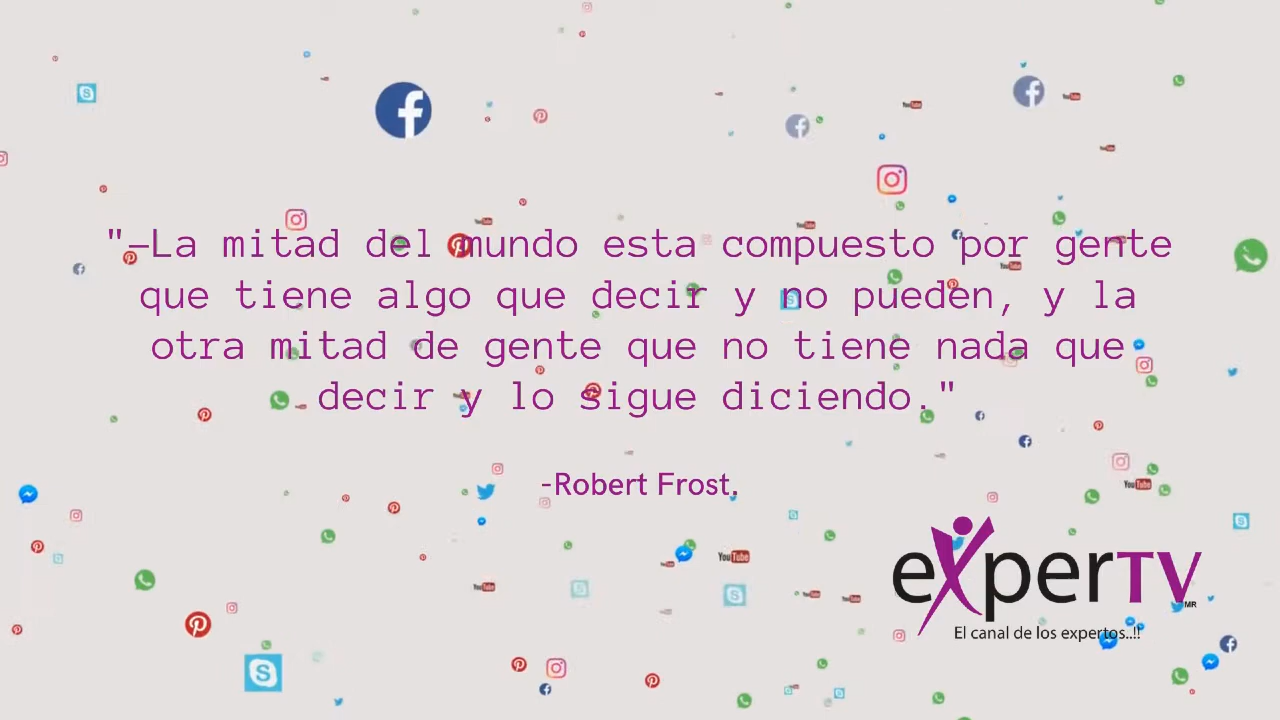 "—La mitad del mundo esta compuesto por gente
que tiene algo que decir y no pueden, y la
otra mitad de gente que no tiene nada que
decir y lo sigue diciendo."
-Robert Frost.
experTV
MR
El canal de los expertos..!!